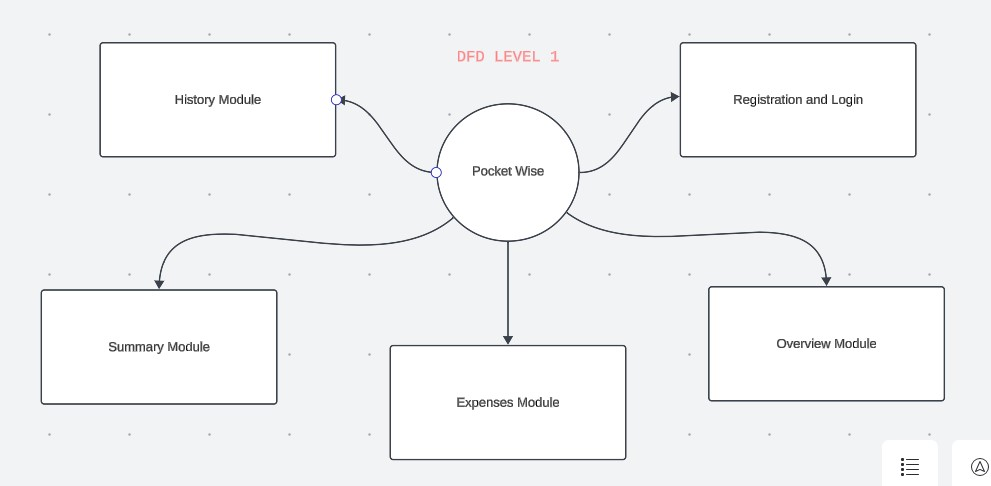 DFD LEVEL 1
History Module
Registration and Login
Pocket Wise
Summary Module
Overview Module
Expenses Module